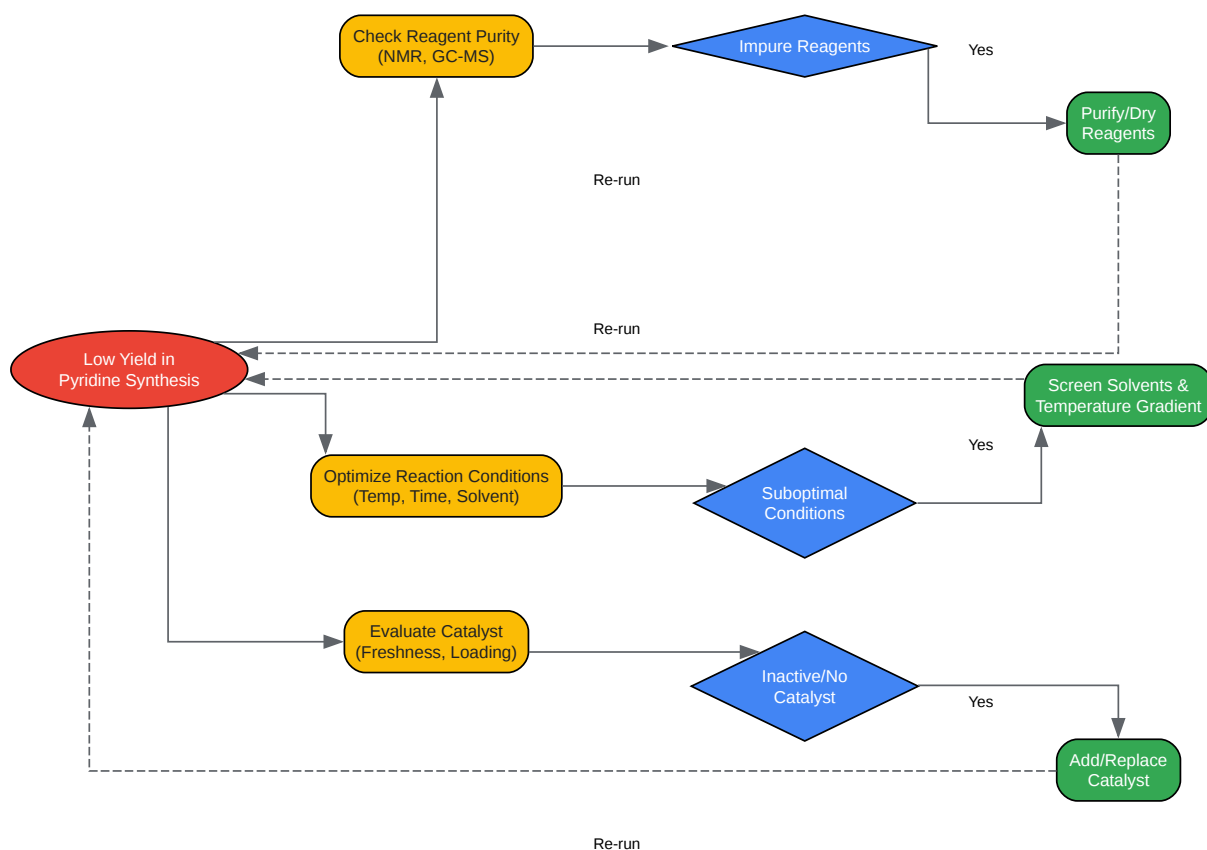 Check Reagent Purity
(NMR, GC-MS)
Impure Reagents
Yes
Purify/Dry
Reagents
Re-run
Re-run
Low Yield in
Pyridine Synthesis
Screen Solvents &
Temperature Gradient
Yes
Optimize Reaction Conditions
(Temp, Time, Solvent)
Suboptimal
Conditions
Evaluate Catalyst
(Freshness, Loading)
Inactive/No
Catalyst
Yes
Add/Replace
Catalyst
Re-run